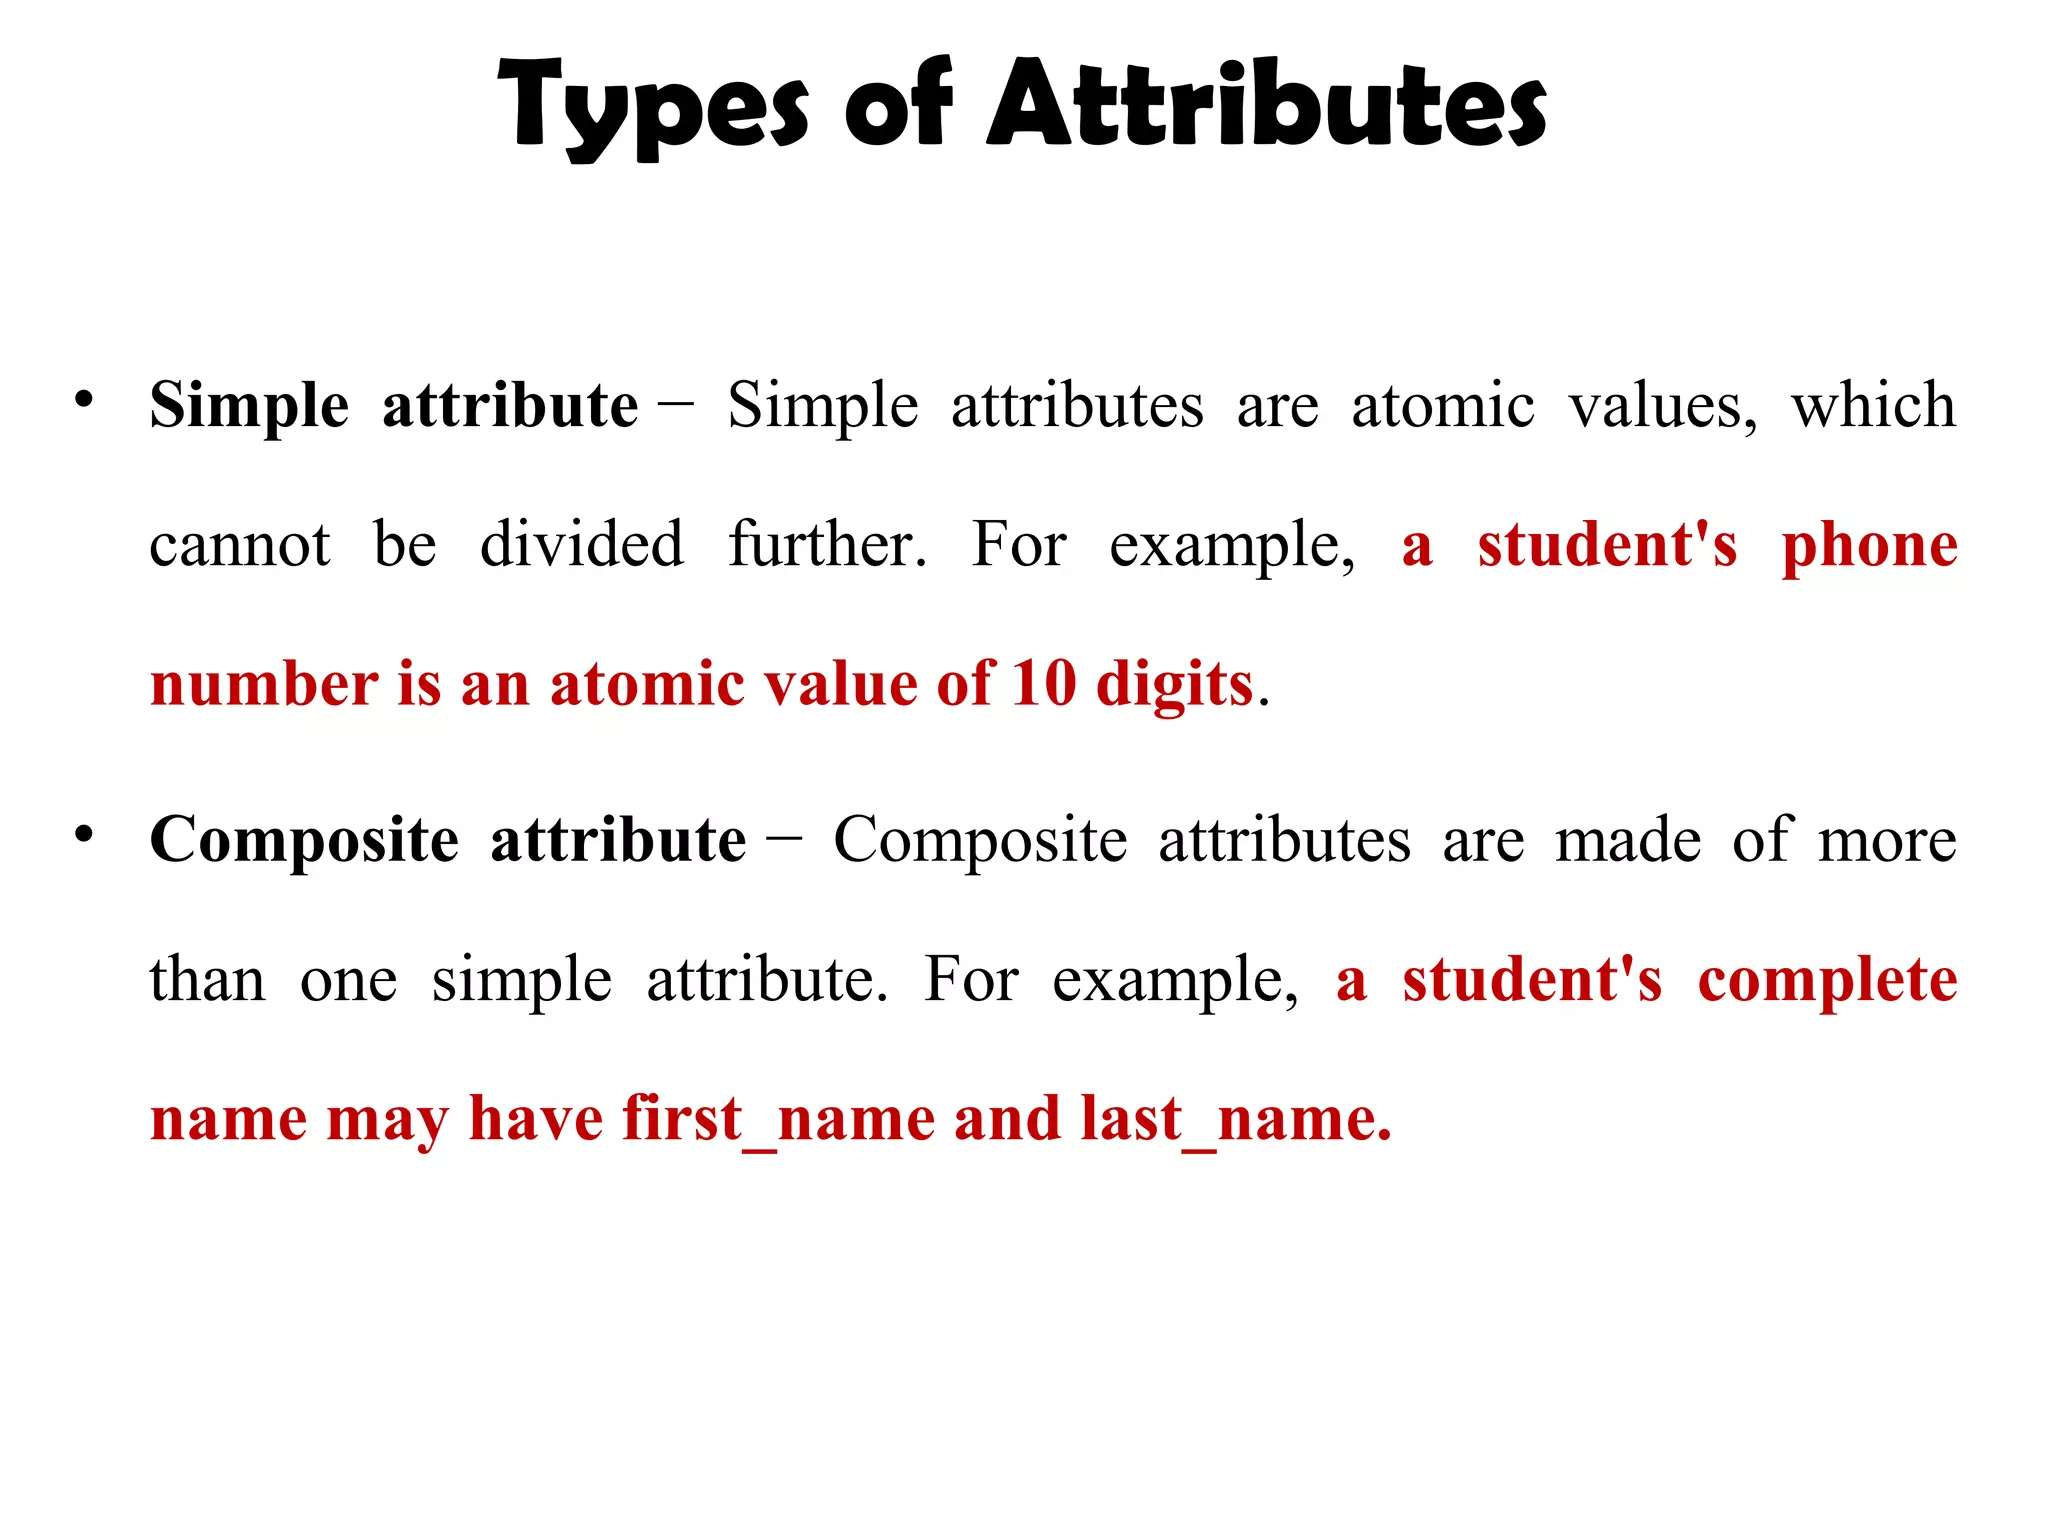 Types of Attributes
• Simple attribute − Simple attributes are atomic values, which
cannot be divided further. For example, a student's phone
number is an atomic value of 10 digits.
• Composite attribute − Composite attributes are made of more
than one simple attribute. For example, a student's complete
name may have first_name and last_name.